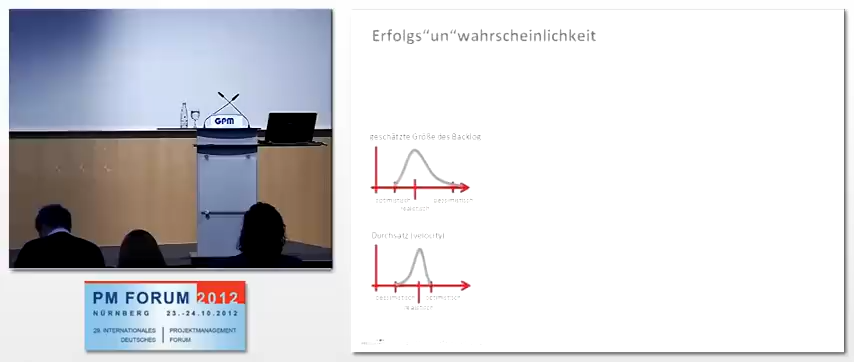 GPM
PM FORUM 2012
NÜRNBERG 23.-24.10.2012
29. INTERNATIONALES
DEUTSCHES
PROJEKTMANAGEMENT
FORUM
Erfolgs“un“wahrscheinlichkeit
geschätzte Größe des Backlog
optimistisch
pessimistisch
realistisch
Durchsatz (velocity)
pessimistisch
optimistisch
realistisch